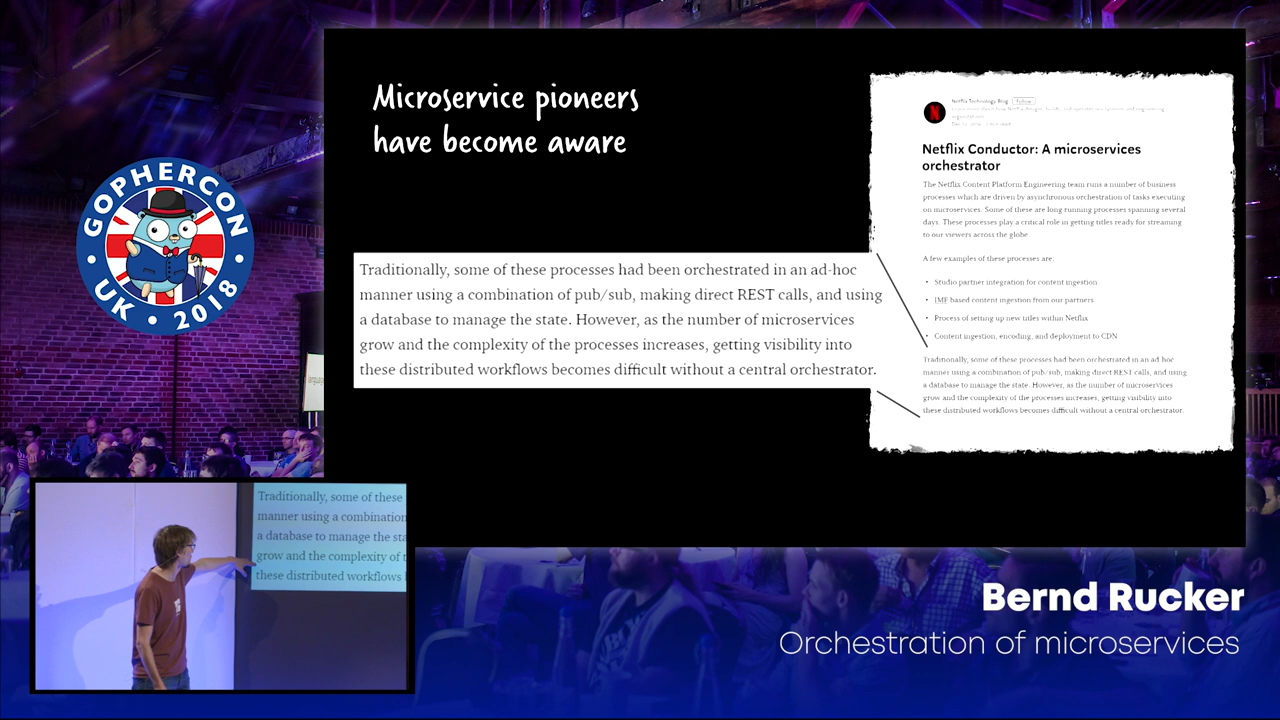 Microservice pioneers
have become aware
GOPHERCON
UK • 2018
Traditionally, some of these processes had been orchestrated in an ad-hoc
manner using a combination of pub/sub, making direct REST calls, and using
a database to manage the state. However, as the number of microservices
grow and the complexity of the processes increases, getting visibility into
these distributed workflows becomes difficult without a central orchestrator.
Netflix Technology Blog Follow
Netflix Conductor: A microservices
orchestrator
The Netflix Content Platform Engineering team runs a number of business
processes which are driven by asynchronous orchestration of tasks executing
on microservices. Some of these are long running processes spanning several
days. These processes play a critical role in getting titles ready for streaming
to our viewers across the globe.
A few examples of these processes are:
• Studio partner integration for content ingestion
• IMF based content ingestion from our partners
• Process of setting up new titles within Netflix
• Content ingestion, encoding, and deployment to CDN
Traditionally, some of these processes had been orchestrated in an ad hoc
manner using a combination of pub/sub, making direct REST calls, and using
a database to manage the state. However, as the number of microservices
grow and the complexity of the processes increases, getting visibility into
these distributed workflows becomes difficult without a central orchestrator.
Traditionally, some of these
manner using a combination
a database to manage the sta
grow and the complexity of t
these distributed workflows
Bernd Rucker
Orchestration of microservices